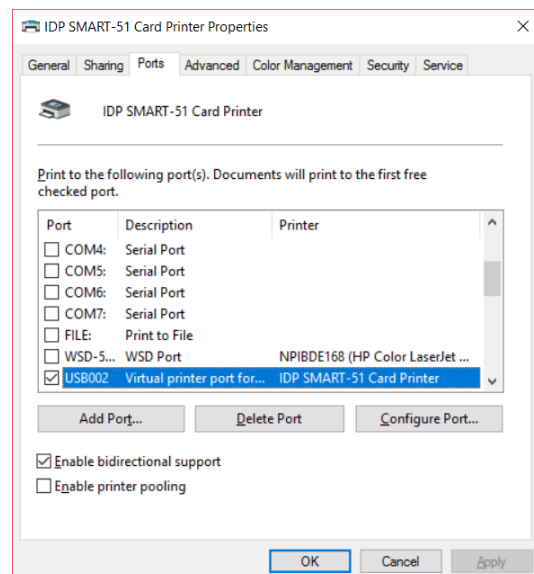 IDP SMART-51 Card Printer Properties
General Sharing Ports Advanced Color Management Security Service
IDP SMART-51 Card Printer
Print to the following port(s). Documents will print to the first free
checked port.
Port Description Printer
COM4: Serial Port
COM5: Serial Port
COM6: Serial Port
COM7: Serial Port
FILE: Print to File
WSD-5... WSD Port NPIBDE168 (HP Color LaserJet ...
USB002 Virtual printer port for... IDP SMART-51 Card Printer
Add Port... Delete Port Configure Port...
Enable bidirectional support
Enable printer pooling
OK Cancel Apply